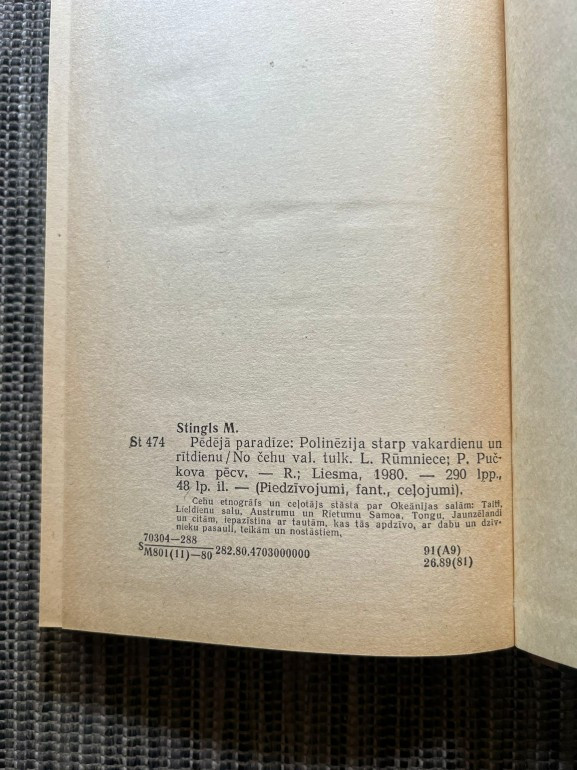 Stingls M.
St 474 Pēdējā paradīze: Polinēzija starp vakardienu un
rītdienu / No čehu val. tulk. L. Rūmniece; P. Puč-
kova pēcv. — R.; Liesma, 1980. — 290 lpp.,
48 lp. il. — (Piedzīvojumi, fant., ceļojumi).
Čehu etnogrāfs un ceļotājs stāsta par Okeānijas salām: Taiti,
Lieldienu salu, Austrumu un Rietumu Samoa, Tongu, Jaunzēlandi
un citām, iepazīstina ar tautām, kas tās apdzīvo, ar dabu un dzīv-
nieku pasauli, teikām un nostāstiem.
S 70304—288
M801(11)—80 282.80.4703000000
91(A9)
26.89(81)